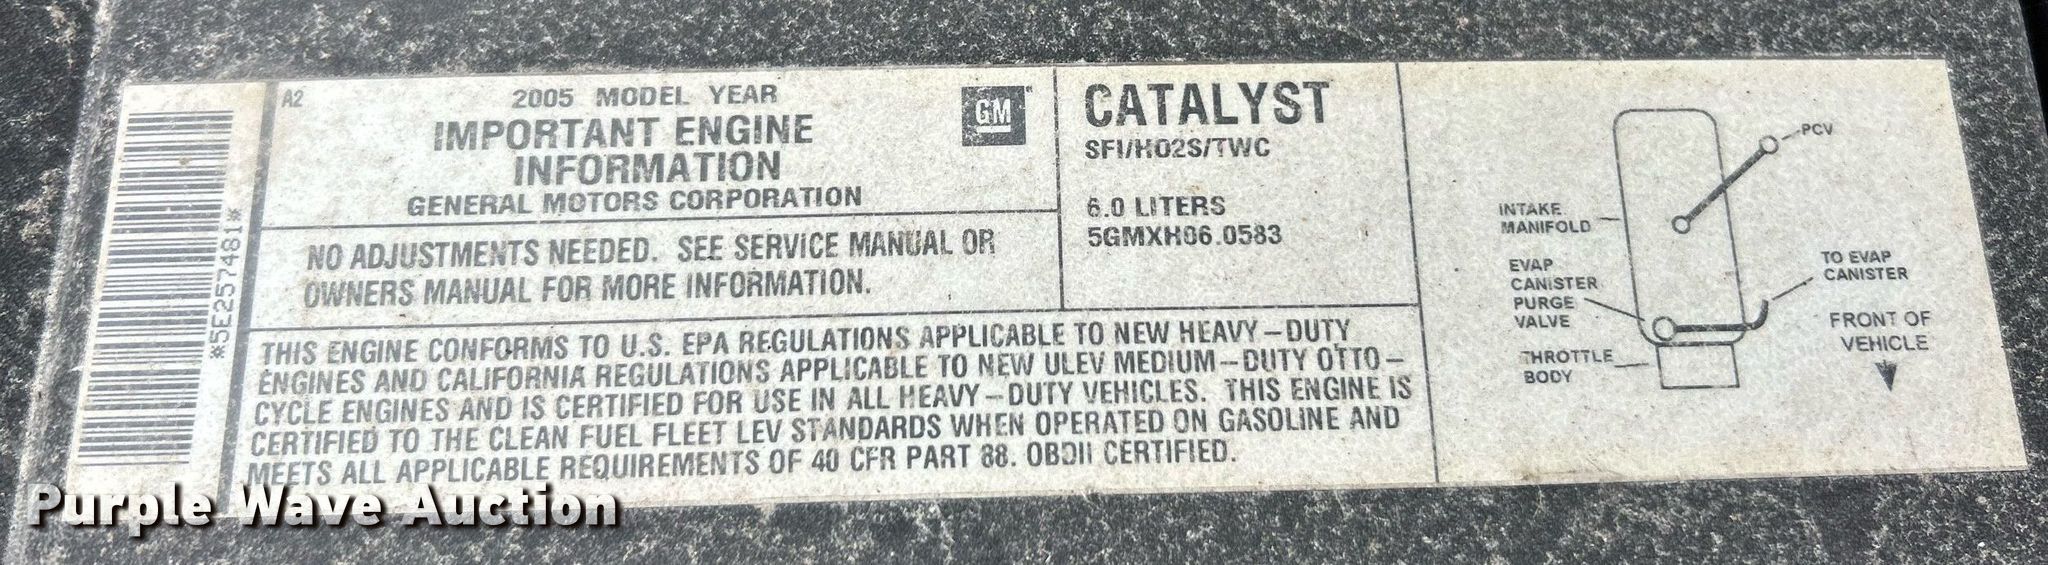 *5E2257481*
A2
2005 MODEL YEAR
IMPORTANT ENGINE
INFORMATION
GENERAL MOTORS CORPORATION
GM
NO ADJUSTMENTS NEEDED. SEE SERVICE MANUAL OR
OWNERS MANUAL FOR MORE INFORMATION.
CATALYST
SFI/HO2S/TWC
6.0 LITERS
5GMXH06.0583
THIS ENGINE CONFORMS TO U.S. EPA REGULATIONS APPLICABLE TO NEW HEAVY-DUTY
ENGINES AND CALIFORNIA REGULATIONS APPLICABLE TO NEW ULEV MEDIUM-DUTY OTTO-
CYCLE ENGINES AND IS CERTIFIED FOR USE IN ALL HEAVY-DUTY VEHICLES. THIS ENGINE IS
CERTIFIED TO THE CLEAN FUEL FLEET LEV STANDARDS WHEN OPERATED ON GASOLINE AND
MEETS ALL APPLICABLE REQUIREMENTS OF 40 CFR PART 88. OBDII CERTIFIED.
PCV
INTAKE
MANIFOLD
EVAP
CANISTER
PURGE
VALVE
THROTTLE
BODY
TO EVAP
CANISTER
FRONT OF
VEHICLE
Purple Wave Auction